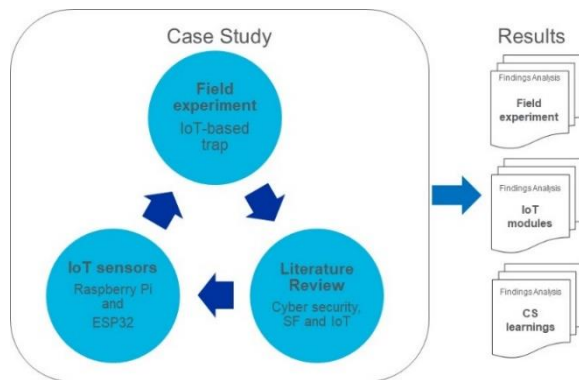 Case Study
Field
experiment
IoT-based
trap
IoT sensors
Raspberry Pi
and
ESP32
Literature
Review
Cyber security,
SF and IoT
Results
Findings Analysis
Field
experiment
Findings Analysis
IoT
modules
Findings Analysis
CS
learnings